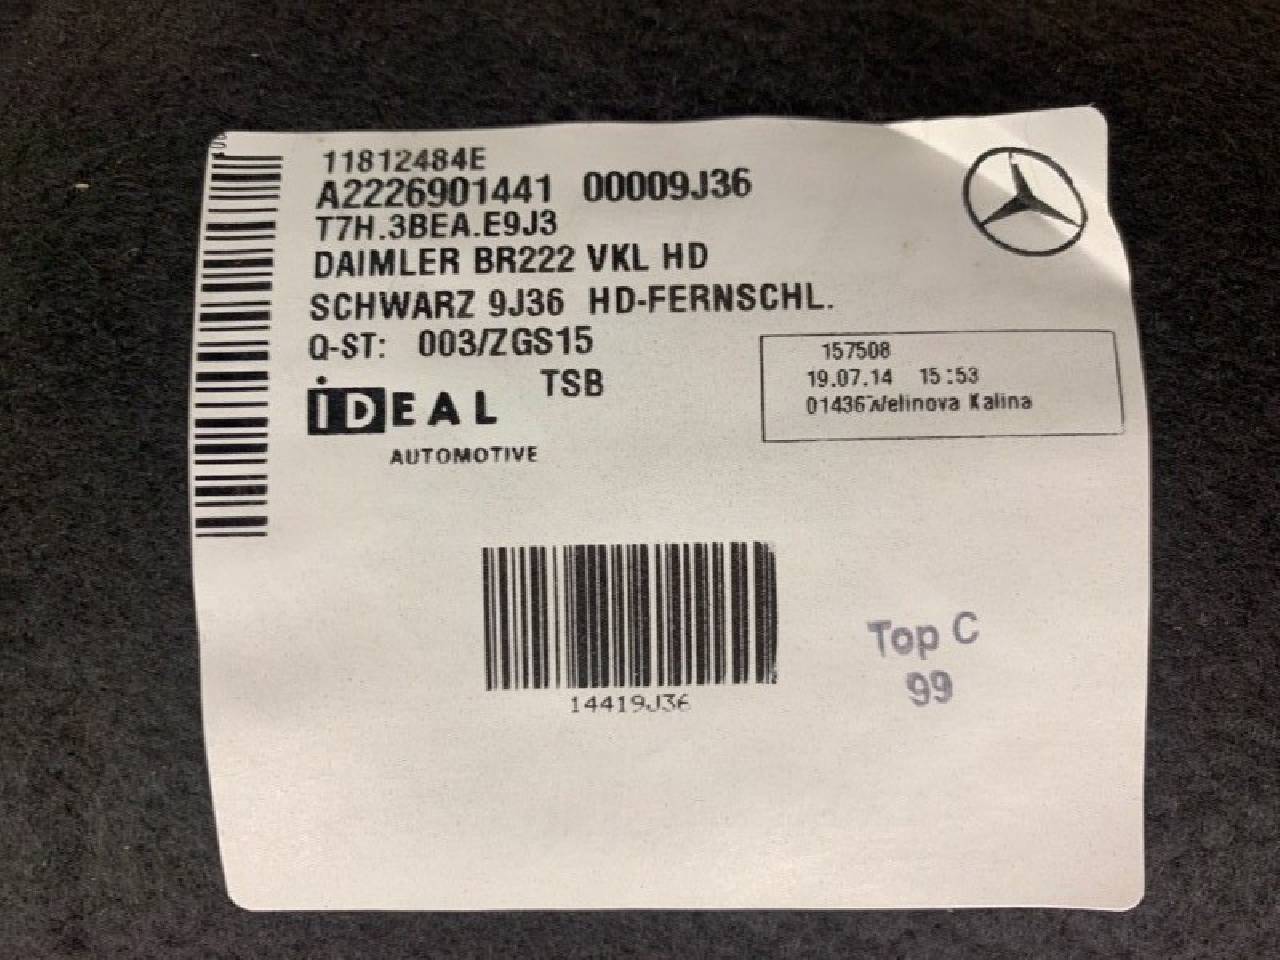 11812484E
A2226901441 00009J36
T7H.3BEA.E9J3
DAIMLER BR222 VKL HD
SCHWARZ 9J36 HD-FERNSCHL.
Q-ST: 003/ZGS15
TSB
iDEAL
AUTOMOTIVE
157508
19.07.14 15:53
01436 Kalina
14419J36
Top C
99